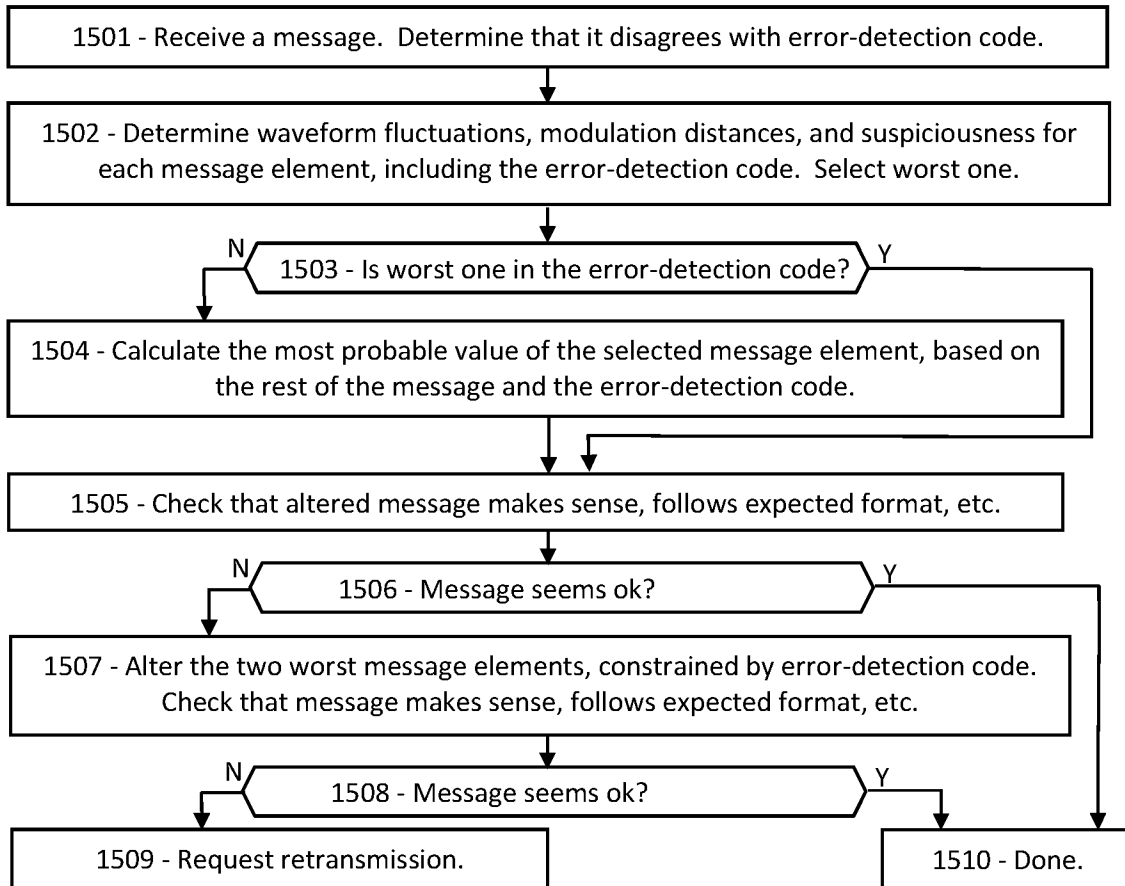 1501 - Receive a message.  Determine that it disagrees with error-detection code.
1502 – Determine waveform fluctuations, modulation distances, and suspiciousness for
each message element, including the error-detection code.  Select worst one.
N
Y
1503 - Is worst one in the error-detection code?
1504 – Calculate the most probable value of the selected message element, based on
the rest of the message and the error-detection code.
1505 - Check that altered message makes sense, follows expected format, etc.
N
Y
1506 - Message seems ok?
1507 – Alter the two worst message elements, constrained by error-detection code.
Check that message makes sense, follows expected format, etc.
N
Y
1508 - Message seems ok?
1509 - Request retransmission.
1510 - Done.